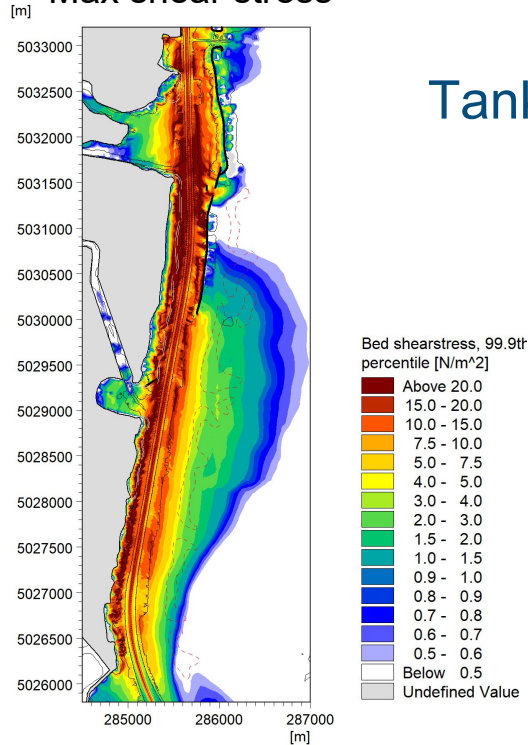 Max shear stress
[m]
Tank
5033000
5032500
5032000
5031500
5031000
5030500
5030000
5029500
5029000
5028500
5028000
5027500
5027000
5026500
5026000
285000 286000 287000
[m]
Bed shearstress, 99.9th
percentile [N/m^2]
Above 20.0
15.0 - 20.0
10.0 - 15.0
7.5 - 10.0
5.0 - 7.5
4.0 - 5.0
3.0 - 4.0
2.0 - 3.0
1.5 - 2.0
1.0 - 1.5
0.9 - 1.0
0.8 - 0.9
0.7 - 0.8
0.6 - 0.7
0.5 - 0.6
Below 0.5
Undefined Value